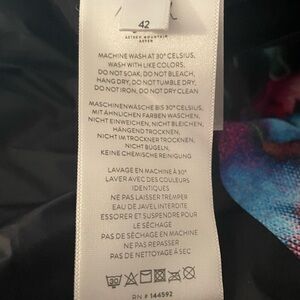 42
ASPEN
MACHINE WASH AT 30° CELSIUS,
WASH WITH LIKE COLORS,
DO NOT SOAK, DO NOT BLEACH,
HANG DRY, DO NOT TUMBLE DRY,
DO NOT IRON, DO NOT DRY CLEAN
MASCHINENWÄSCHE BIS 30° CELSIUS,
MIT ÄHNLICHEN FARBEN WASCHEN,
NICHT EINWEICHEN, NICHT BLEICHEN,
HÄNGEND TROCKNEN,
NICHT IM TROCKNER TROCKNEN,
NICHT BÜGELN,
KEINE CHEMISCHE REINIGUNG
LAVAGE EN MACHINE À 30°
LAVER AVEC DES COULEURS
IDENTIQUES
NE PAS LAISSER TREMPER
EAU DE JAVEL INTERDITE
ESSORER ET SUSPENDRE POUR
LE SÉCHAGE
PAS DE SÉCHAGE EN MACHINE
NE PAS REPASSER
PAS DE NETTOYAGE À SEC
30
RN # 144592